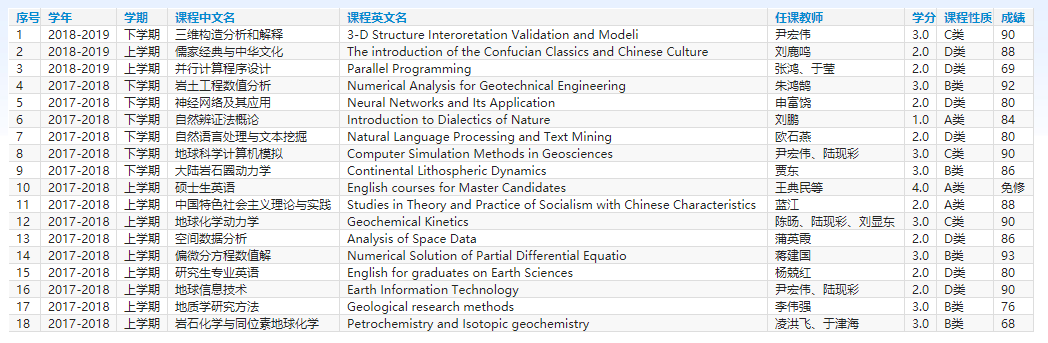 序号 学年 学期 课程中文名 课程英文名 任课教师 学分 课程性质 成绩
1 2018-2019 下学期 三维构造分析和解释 3-D Structure Interoretation Validation and Modeli 尹宏伟 3.0 C类 90
2 2018-2019 上学期 儒家经典与中华文化 The introduction of the Confucian Classics and Chinese Culture 刘鹿鸣 2.0 D类 88
3 2018-2019 上学期 并行计算程序设计 Parallel Programming 张鸿、于莹 2.0 D类 69
4 2017-2018 下学期 岩土工程数值分析 Numerical Analysis for Geotechnical Engineering 朱鸿鹄 3.0 B类 92
5 2017-2018 下学期 神经网络及其应用 Neural Networks and Its Application 申富饶 2.0 D类 80
6 2017-2018 下学期 自然辨证法概论 Introduction to Dialectics of Nature 刘鹏 1.0 A类 84
7 2017-2018 下学期 自然语言处理与文本挖掘 Natural Language Processing and Text Mining 欧石燕 2.0 D类 80
8 2017-2018 下学期 地球科学计算机模拟 Computer Simulation Methods in Geosciences 尹宏伟、陆现彩 3.0 C类 90
9 2017-2018 下学期 大陆岩石圈动力学 Continental Lithospheric Dynamics 贾东 3.0 B类 86
10 2017-2018 上学期 硕士生英语 English courses for Master Candidates 王典民等 4.0 A类 免修
11 2017-2018 上学期 中国特色社会主义理论与实践 Studies in Theory and Practice of Socialism with Chinese Characteristics 蓝江 2.0 A类 88
12 2017-2018 上学期 地球化学动力学 Geochemical Kinetics 陈旸、陆现彩、刘显东 3.0 C类 90
13 2017-2018 上学期 空间数据分析 Analysis of Space Data 蒲英霞 2.0 D类 86
14 2017-2018 上学期 偏微分方程数值解 Numerical Solution of Partial Differential Equatio 蒋建国 3.0 B类 93
15 2017-2018 上学期 研究生专业英语 English for graduates on Earth Sciences 杨兢红 2.0 D类 80
16 2017-2018 上学期 地球信息技术 Earth Information Technology 尹宏伟、陆现彩 2.0 D类 90
17 2017-2018 上学期 地质学研究方法 Geological research methods 李伟强 3.0 B类 76
18 2017-2018 上学期 岩石化学与同位素地球化学 Petrochemistry and Isotopic geochemistry 凌洪飞、于津海 3.0 B类 68